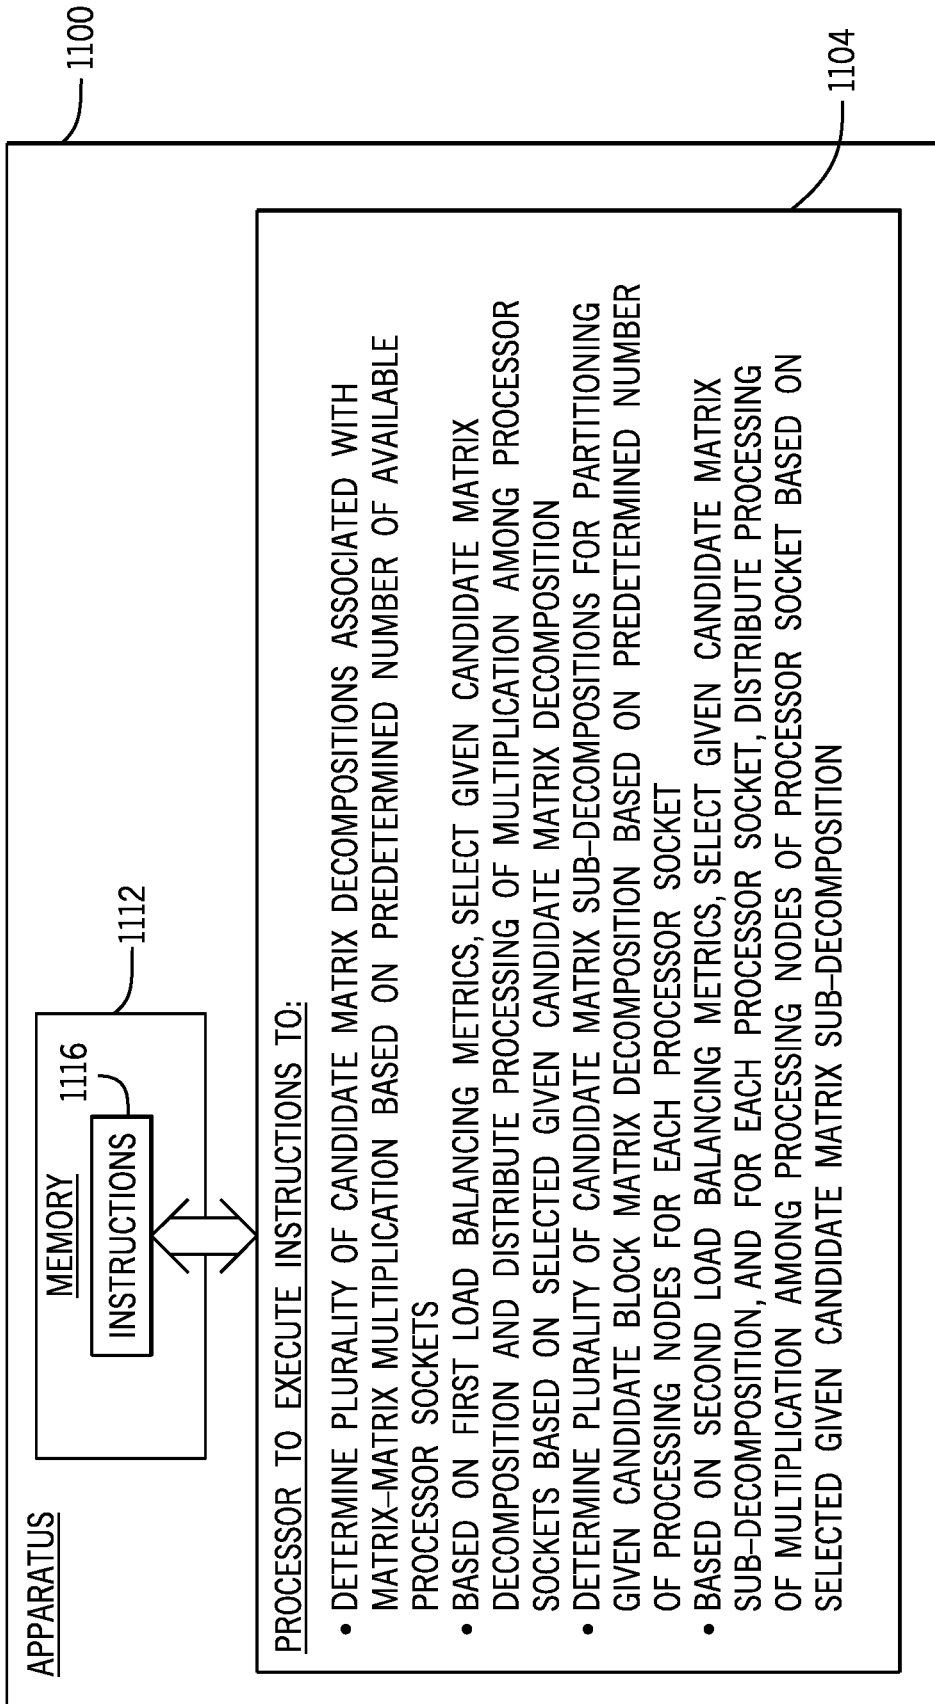 APPARATUS
1100
MEMORY
1112
1116
INSTRUCTIONS
PROCESSOR TO EXECUTE INSTRUCTIONS TO:
1104
• DETERMINE PLURALITY OF CANDIDATE MATRIX DECOMPOSITIONS ASSOCIATED WITH
MATRIX-MATRIX MULTIPLICATION BASED ON PREDETERMINED NUMBER OF AVAILABLE
PROCESSOR SOCKETS
• BASED ON FIRST LOAD BALANCING METRICS, SELECT GIVEN CANDIDATE MATRIX
DECOMPOSITION AND DISTRIBUTE PROCESSING OF MULTIPLICATION AMONG PROCESSOR
SOCKETS BASED ON SELECTED GIVEN CANDIDATE MATRIX DECOMPOSITION
• DETERMINE PLURALITY OF CANDIDATE MATRIX SUB-DECOMPOSITIONS FOR PARTITIONING
GIVEN CANDIDATE BLOCK MATRIX DECOMPOSITION BASED ON PREDETERMINED NUMBER
OF PROCESSING NODES FOR EACH PROCESSOR SOCKET
• BASED ON SECOND LOAD BALANCING METRICS, SELECT GIVEN CANDIDATE MATRIX
SUB-DECOMPOSITION, AND FOR EACH PROCESSOR SOCKET, DISTRIBUTE PROCESSING
OF MULTIPLICATION AMONG PROCESSING NODES OF PROCESSOR SOCKET BASED ON
SELECTED GIVEN CANDIDATE MATRIX SUB-DECOMPOSITION